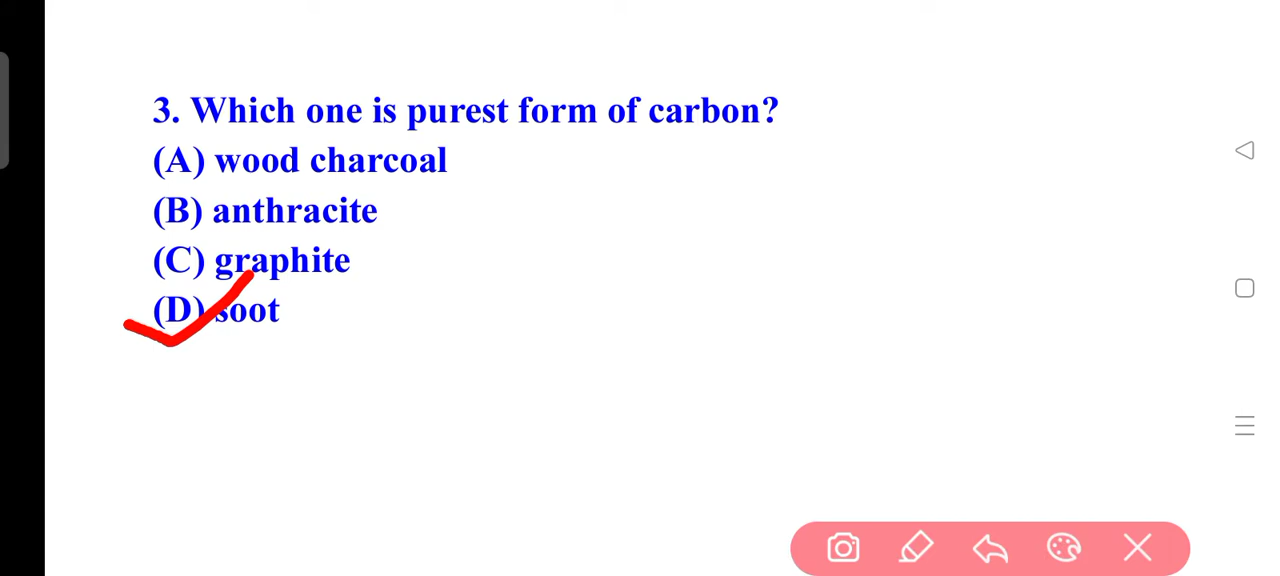 3. Which one is purest form of carbon?
(A) wood charcoal
(B) anthracite
(C) graphite
(D) soot